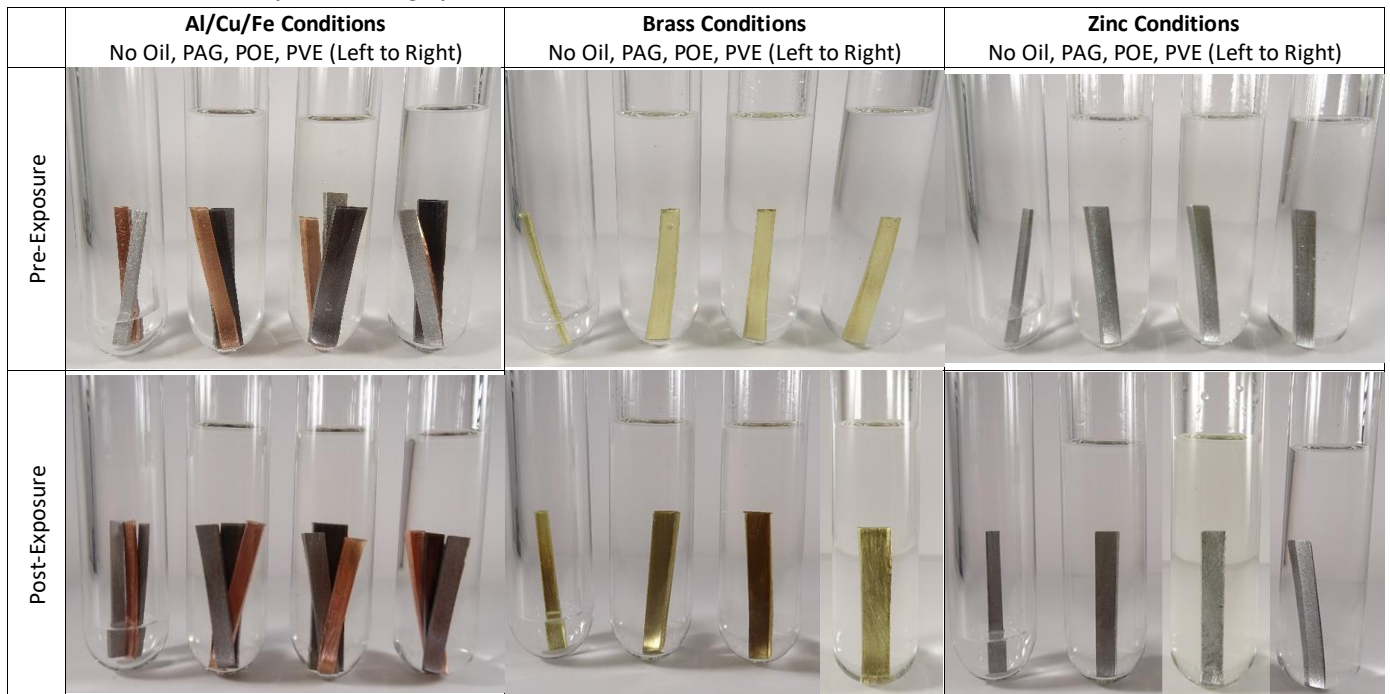 Al/Cu/Fe Conditions
No Oil, PAG, POE, PVE (Left to Right)
Brass Conditions
No Oil, PAG, POE, PVE (Left to Right)
Zinc Conditions
No Oil, PAG, POE, PVE (Left to Right)
Pre-Exposure
Post-Exposure